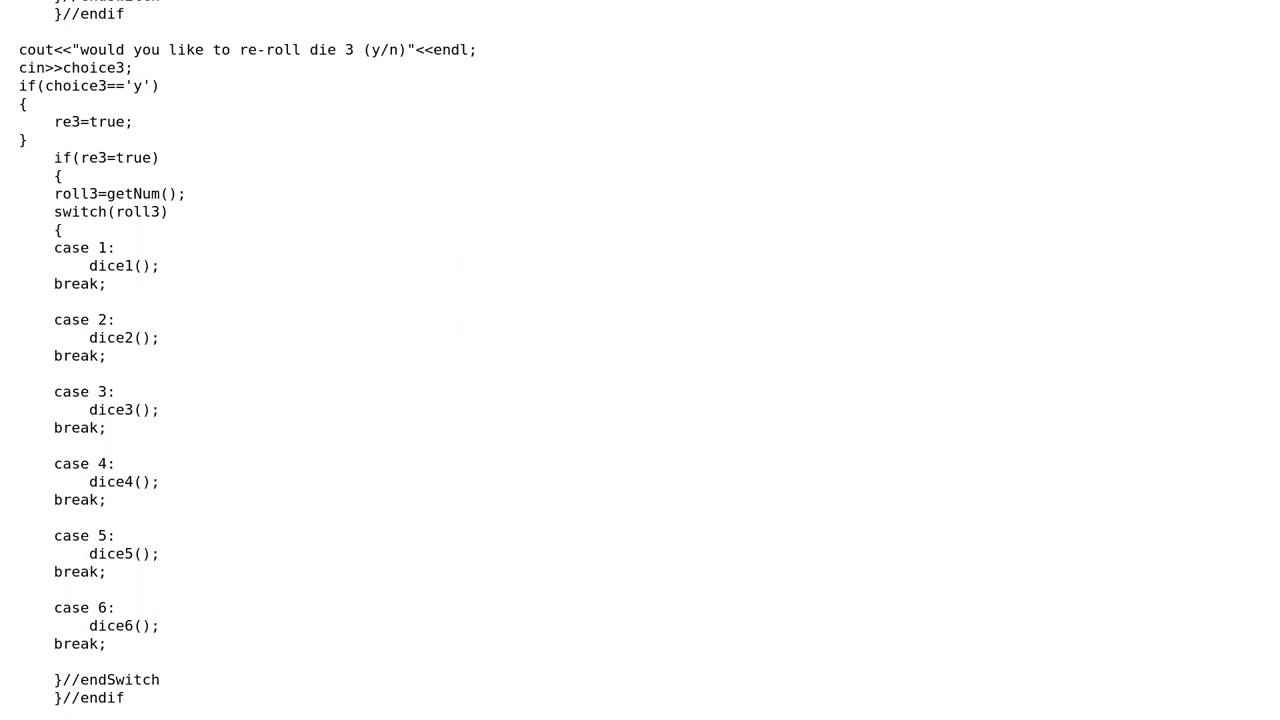 }//endif
cout<<"would you like to re-roll die 3 (y/n)"<<endl;
cin>>choice3;
if(choice3=='y')
{
re3=true;
}
if(re3=true)
{
roll3=getNum();
switch(roll3)
{
case 1:
dice1();
break;
case 2:
dice2();
break;
case 3:
dice3();
break;
case 4:
dice4();
break;
case 5:
dice5();
break;
case 6:
dice6();
break;
}//endSwitch
}//endif